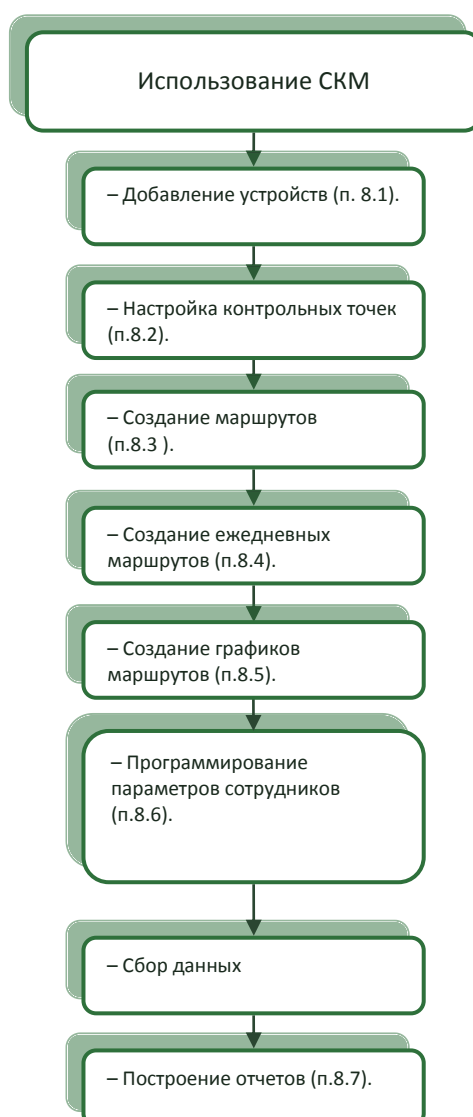 Использование СКМ
– Добавление устройств (п. 8.1).
– Настройка контрольных точек
(п.8.2).
– Создание маршрутов
(п.8.3 ).
– Создание ежедневных
маршрутов (п.8.4).
– Создание графиков
маршрутов (п.8.5).
– Программирование
параметров сотрудников
(п.8.6).
– Сбор данных
– Построение отчетов (п.8.7).